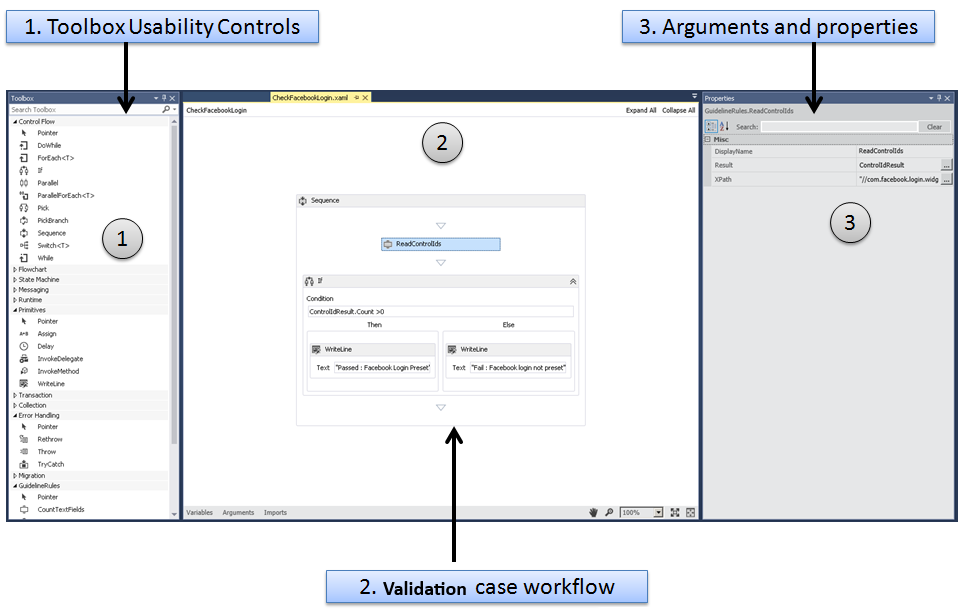 1. Toolbox Usability Controls
3. Arguments and properties
Toolbox
Search Toolbox
Control Flow
Pointer
DoWhile
ForEach<T>
If
Parallel
ParallelForEach<T>
Pick
PickBranch
Sequence
Switch<T>
While
Flowchart
State Machine
Messaging
Runtime
Primitives
Pointer
Assign
Delay
InvokeDelegate
InvokeMethod
WriteLine
Transaction
Collection
Error Handling
Pointer
Rethrow
Throw
TryCatch
Migration
GuidelineRules
Pointer
CountTextFields
1
CheckFacebookLogin.xaml
CheckFacebookLogin
Expand All Collapse All
2
Sequence
ReadControlIds
If
Condition
ControlIdResult.Count >0
Then
Else
WriteLine
Text "Passed : Facebook Login Preset"
WriteLine
Text "Fail : Facebook login not preset"
Variables Arguments Imports
100%
Properties
GuidelineRules.ReadControlIds
Search:
Clear
Misc
DisplayName ReadControlIds
Result ControlIdResult ...
XPath "//com.facebook.login.widg ...
3
2. Validation case workflow